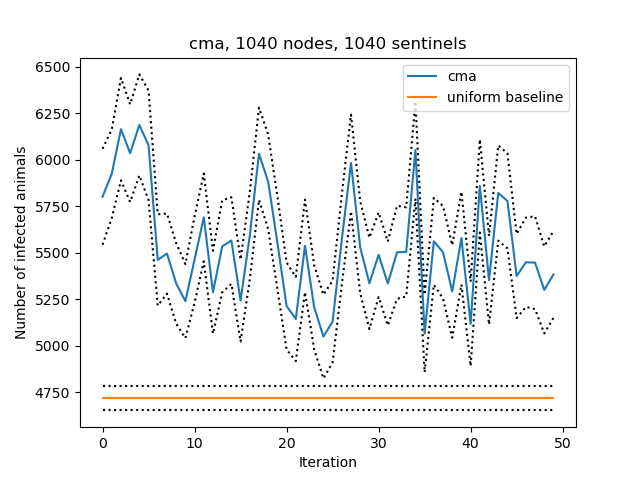 cma, 1040 nodes, 1040 sentinels
cma
uniform baseline
Number of infected animals
6500
6250
6000
5750
5500
5250
5000
4750
0
10
20
30
40
50
Iteration